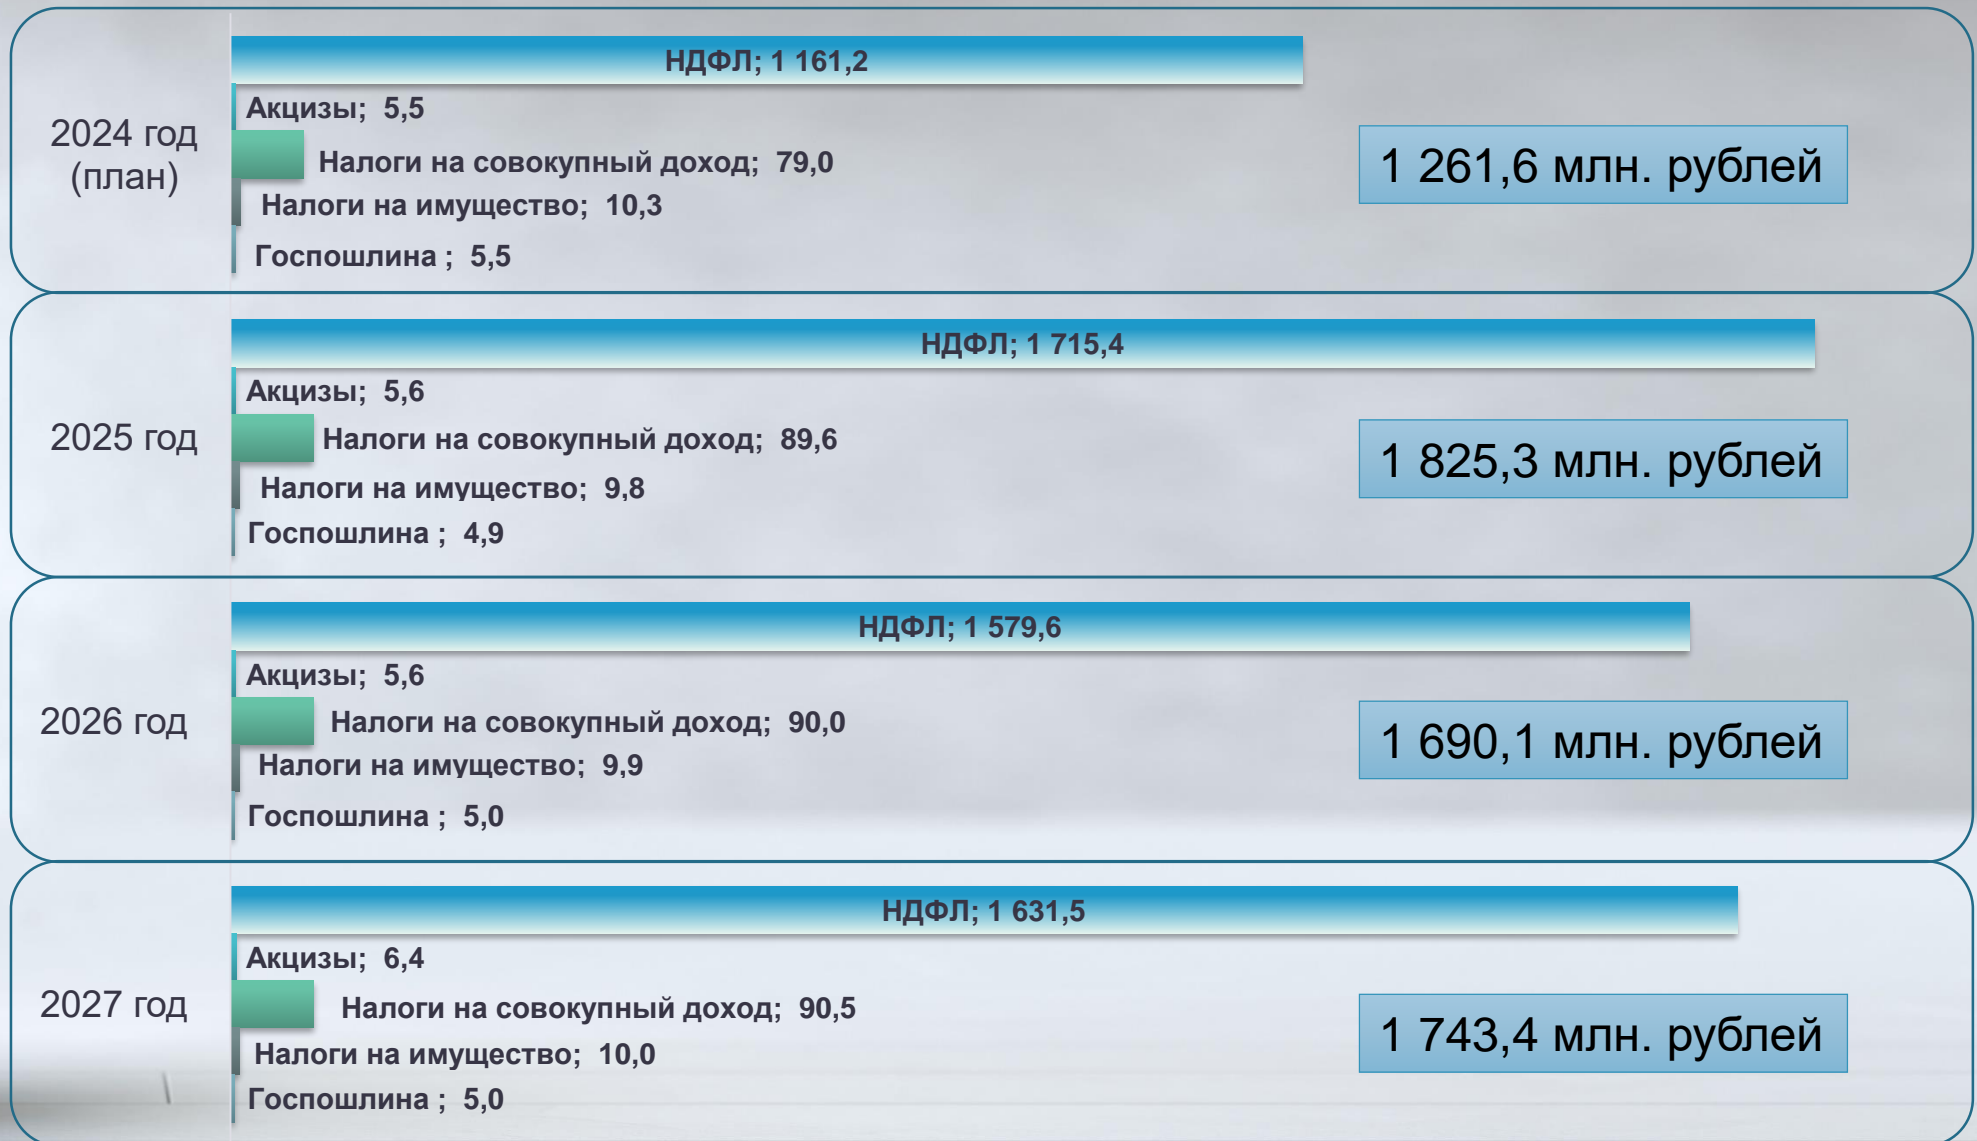 2024 год
(план)
НДФЛ; 1 161,2
Акцизы; 5,5
Налоги на совокупный доход; 79,0
Налоги на имущество; 10,3
Госпошлина ; 5,5
1 261,6 млн. рублей
2025 год
НДФЛ; 1 715,4
Акцизы; 5,6
Налоги на совокупный доход; 89,6
Налоги на имущество; 9,8
Госпошлина ; 4,9
1 825,3 млн. рублей
2026 год
НДФЛ; 1 579,6
Акцизы; 5,6
Налоги на совокупный доход; 90,0
Налоги на имущество; 9,9
Госпошлина ; 5,0
1 690,1 млн. рублей
2027 год
НДФЛ; 1 631,5
Акцизы; 6,4
Налоги на совокупный доход; 90,5
Налоги на имущество; 10,0
Госпошлина ; 5,0
1 743,4 млн. рублей